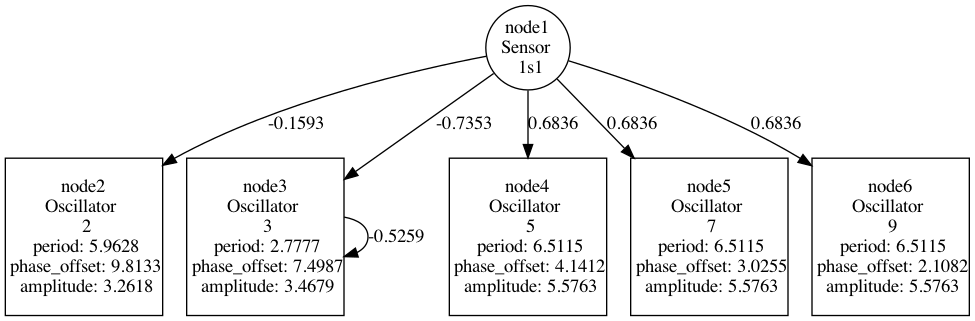 node1
Sensor
1s1
-0.1593
-0.7353
0.6836
0.6836
0.6836
node2
Oscillator
2
period: 5.9628
phase_offset: 9.8133
amplitude: 3.2618
node3
Oscillator
3
period: 2.7777
phase_offset: 7.4987
amplitude: 3.4679
-0.5259
node4
Oscillator
5
period: 6.5115
phase_offset: 4.1412
amplitude: 5.5763
node5
Oscillator
7
period: 6.5115
phase_offset: 3.0255
amplitude: 5.5763
node6
Oscillator
9
period: 6.5115
phase_offset: 2.1082
amplitude: 5.5763